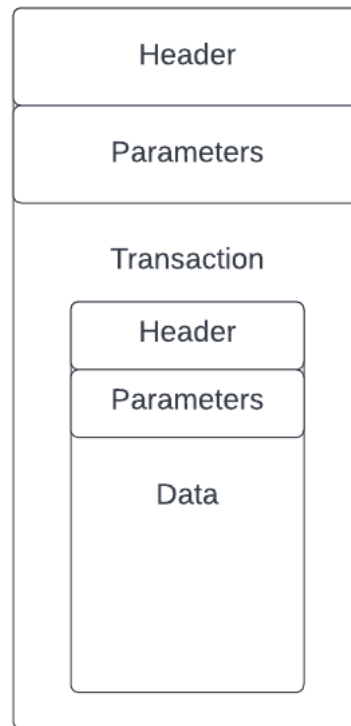 Header
Parameters
Transaction
Header
Parameters
Data